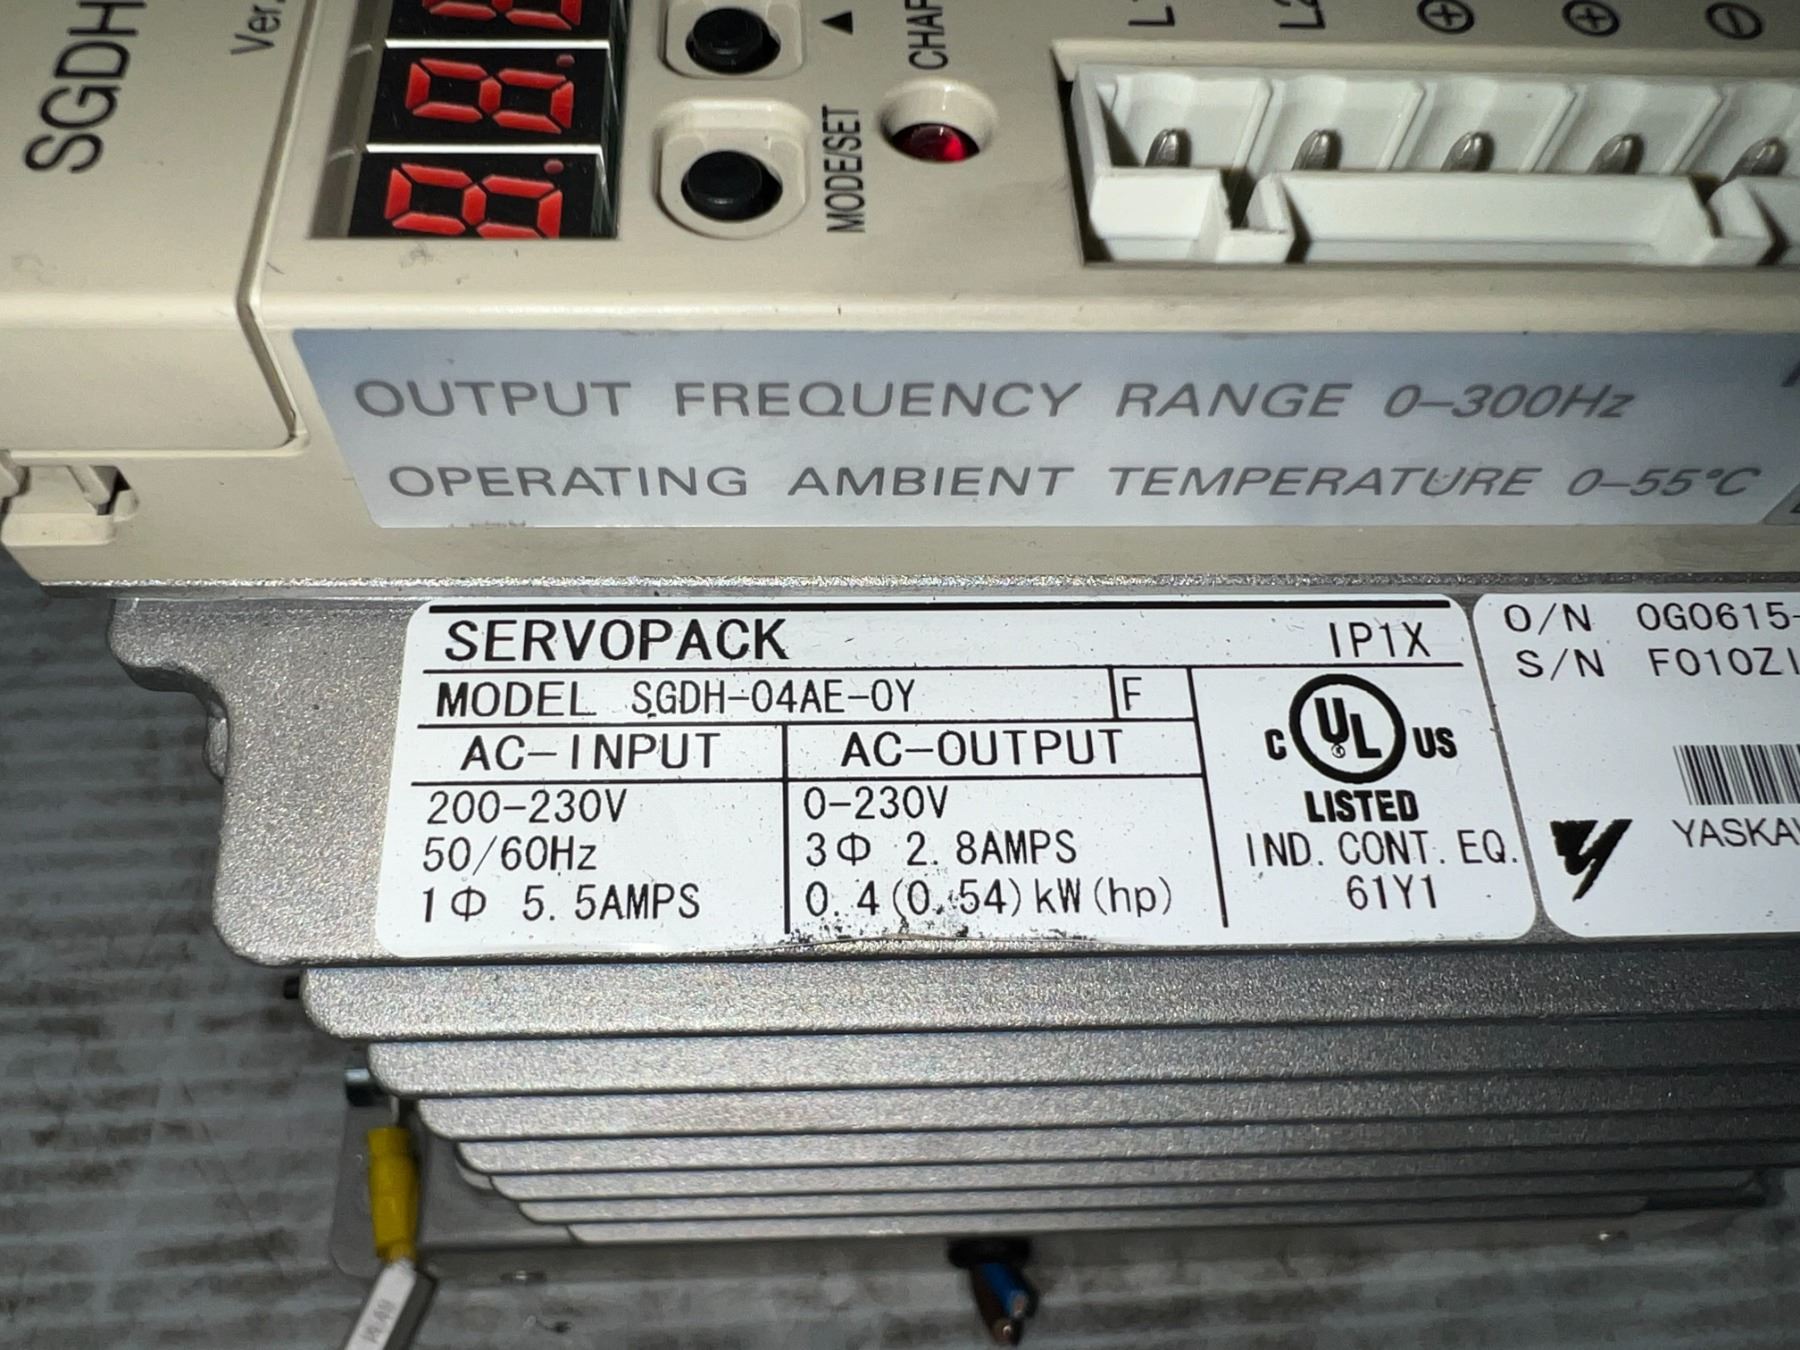 SGDH
Ver.
MODE/SET
CHAR
L1
L2
OUTPUT FREQUENCY RANGE 0-300Hz
OPERATING AMBIENT TEMPERATURE 0-55°C
SERVOPACK IP1X
MODEL SGDH-04AE-0Y F
AC-INPUT AC-OUTPUT
200-230V 0-230V
50/60Hz 3Φ 2.8AMPS
1Φ 5.5AMPS 0.4(0.54)kW(hp)
C UL ® US
LISTED
IND. CONT. EQ.
61Y1
O/N 0G0615-
S/N F010Z
YASKA